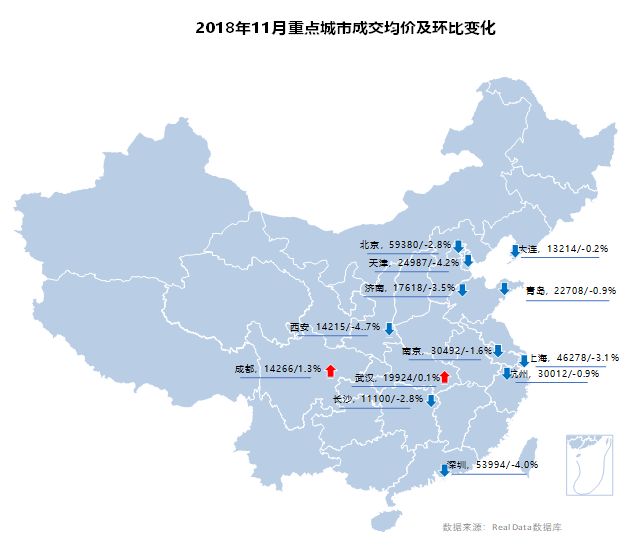 2018年11月重点城市成交均价及环比变化
北京，59380/-2.8%
大连，13214/-0.2%
天津，24987/-4.2%
济南，17618/-3.5%
青岛，22708/-0.9%
西安，14215/-4.7%
南京，30492/-1.6%
上海，46278/-3.1%
成都，14266/1.3%
武汉，19924/0.1%
杭州，30012/-0.9%
长沙，11100/-2.8%
深圳，53994/-4.0%
数据来源：RealData数据库